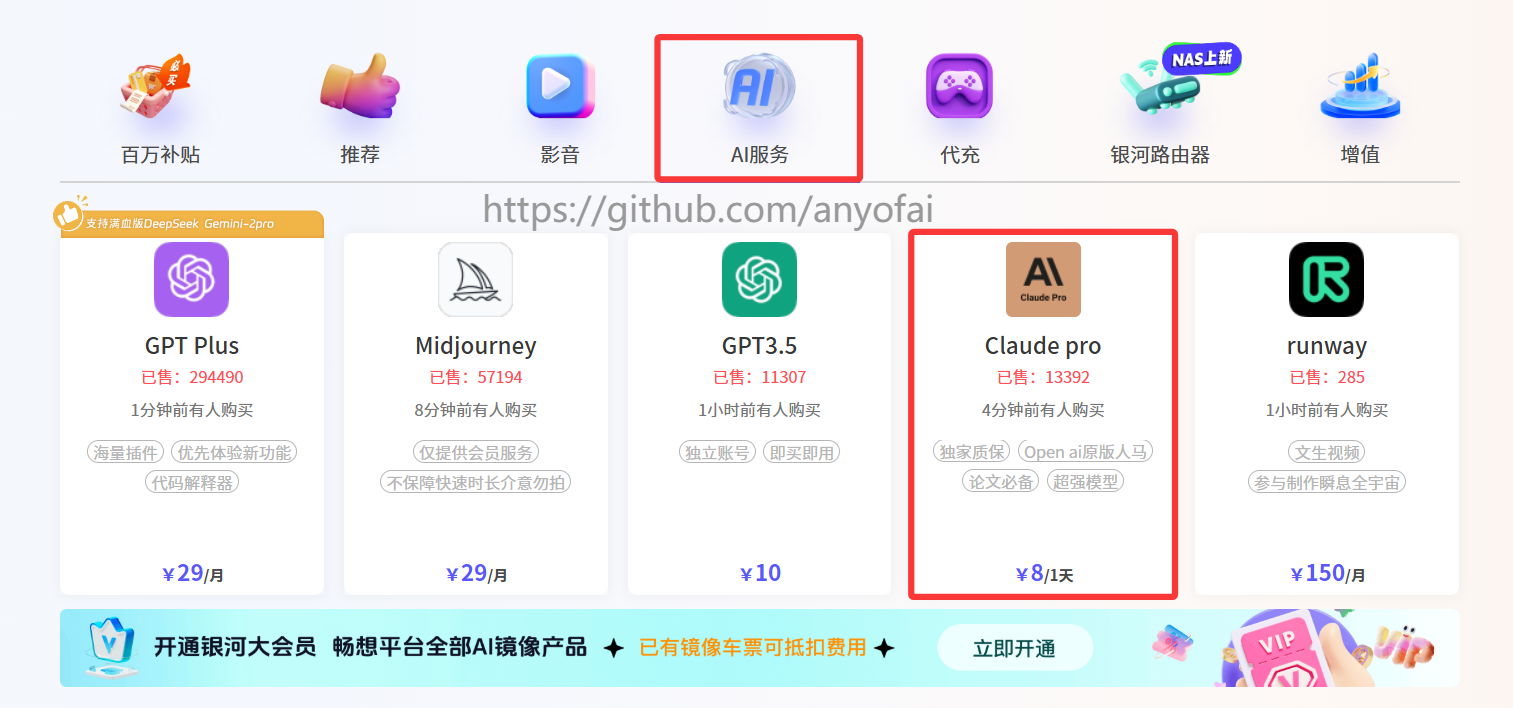 必买
AI
NAS上新
百万补贴
推荐
影音
AI服务
代充
银河路由器
增值
https://github.com/anyofai
支持满血版DeepSeek Gemini-2pro
AI
Claude Pro
GPT Plus
已售：294490
1分钟前有人购买
海量插件
优先体验新功能
代码解释器
¥29/月
Midjourney
已售：57194
8分钟前有人购买
仅提供会员服务
不保障快速时长介意勿拍
¥29/月
GPT3.5
已售：11307
1小时前有人购买
独立账号
即买即用
¥10
Claude pro
已售：13392
4分钟前有人购买
独家质保
Open ai原版人马
论文必备
超强模型
¥8/1天
runway
已售：285
1小时前有人购买
文生视频
参与制作瞬息全宇宙
¥150/月
V
开通银河大会员 畅想平台全部AI镜像产品
已有镜像车票可抵扣费用
立即开通
VIP